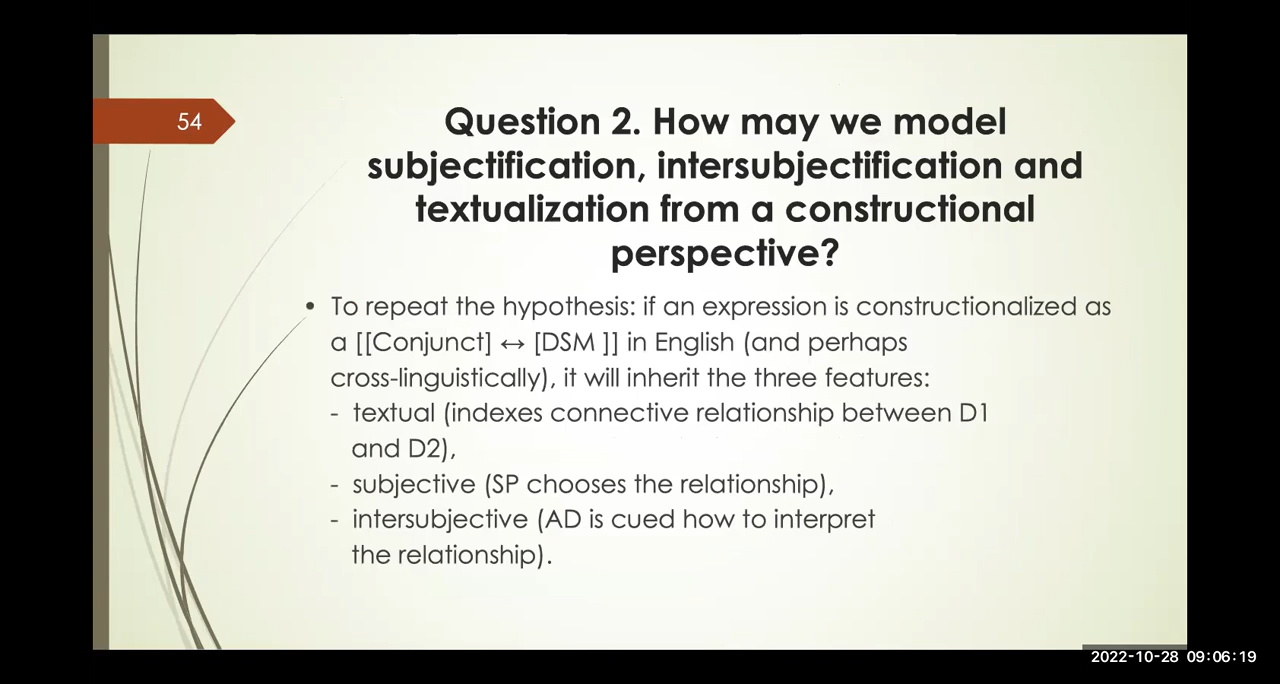 54
Question 2. How may we model
subjectification, intersubjectification and
textualization from a constructional
perspective?
• To repeat the hypothesis: if an expression is constructionalized as
a [[Conjunct] ↔ [DSM ]] in English (and perhaps
cross-linguistically), it will inherit the three features:
- textual (indexes connective relationship between D1
and D2),
- subjective (SP chooses the relationship),
- intersubjective (AD is cued how to interpret
the relationship).
2022-10-28 09:06:19